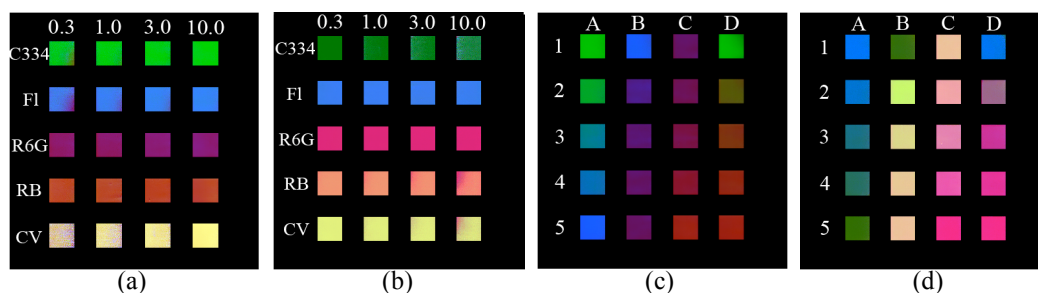 0.3 1.0 3.0 10.0
C334
Fl
R6G
RB
CV
(a)
0.3 1.0 3.0 10.0
C334
Fl
R6G
RB
CV
(b)
A B C D
1
2
3
4
5
(c)
A B C D
1
2
3
4
5
(d)